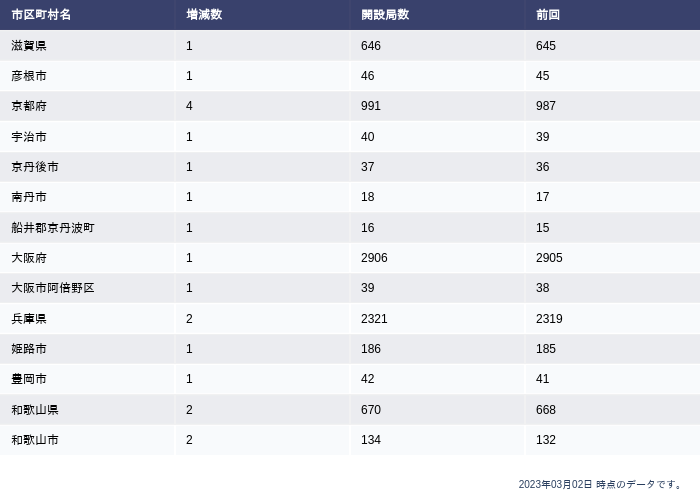 市区町村名 増減数 開設局数 前回
滋賀県 1 646 645
彦根市 1 46 45
京都府 4 991 987
宇治市 1 40 39
京丹後市 1 37 36
南丹市 1 18 17
船井郡京丹波町 1 16 15
大阪府 1 2906 2905
大阪市阿倍野区 1 39 38
兵庫県 2 2321 2319
姫路市 1 186 185
豊岡市 1 42 41
和歌山県 2 670 668
和歌山市 2 134 132
2023年03月02日 時点のデータです。